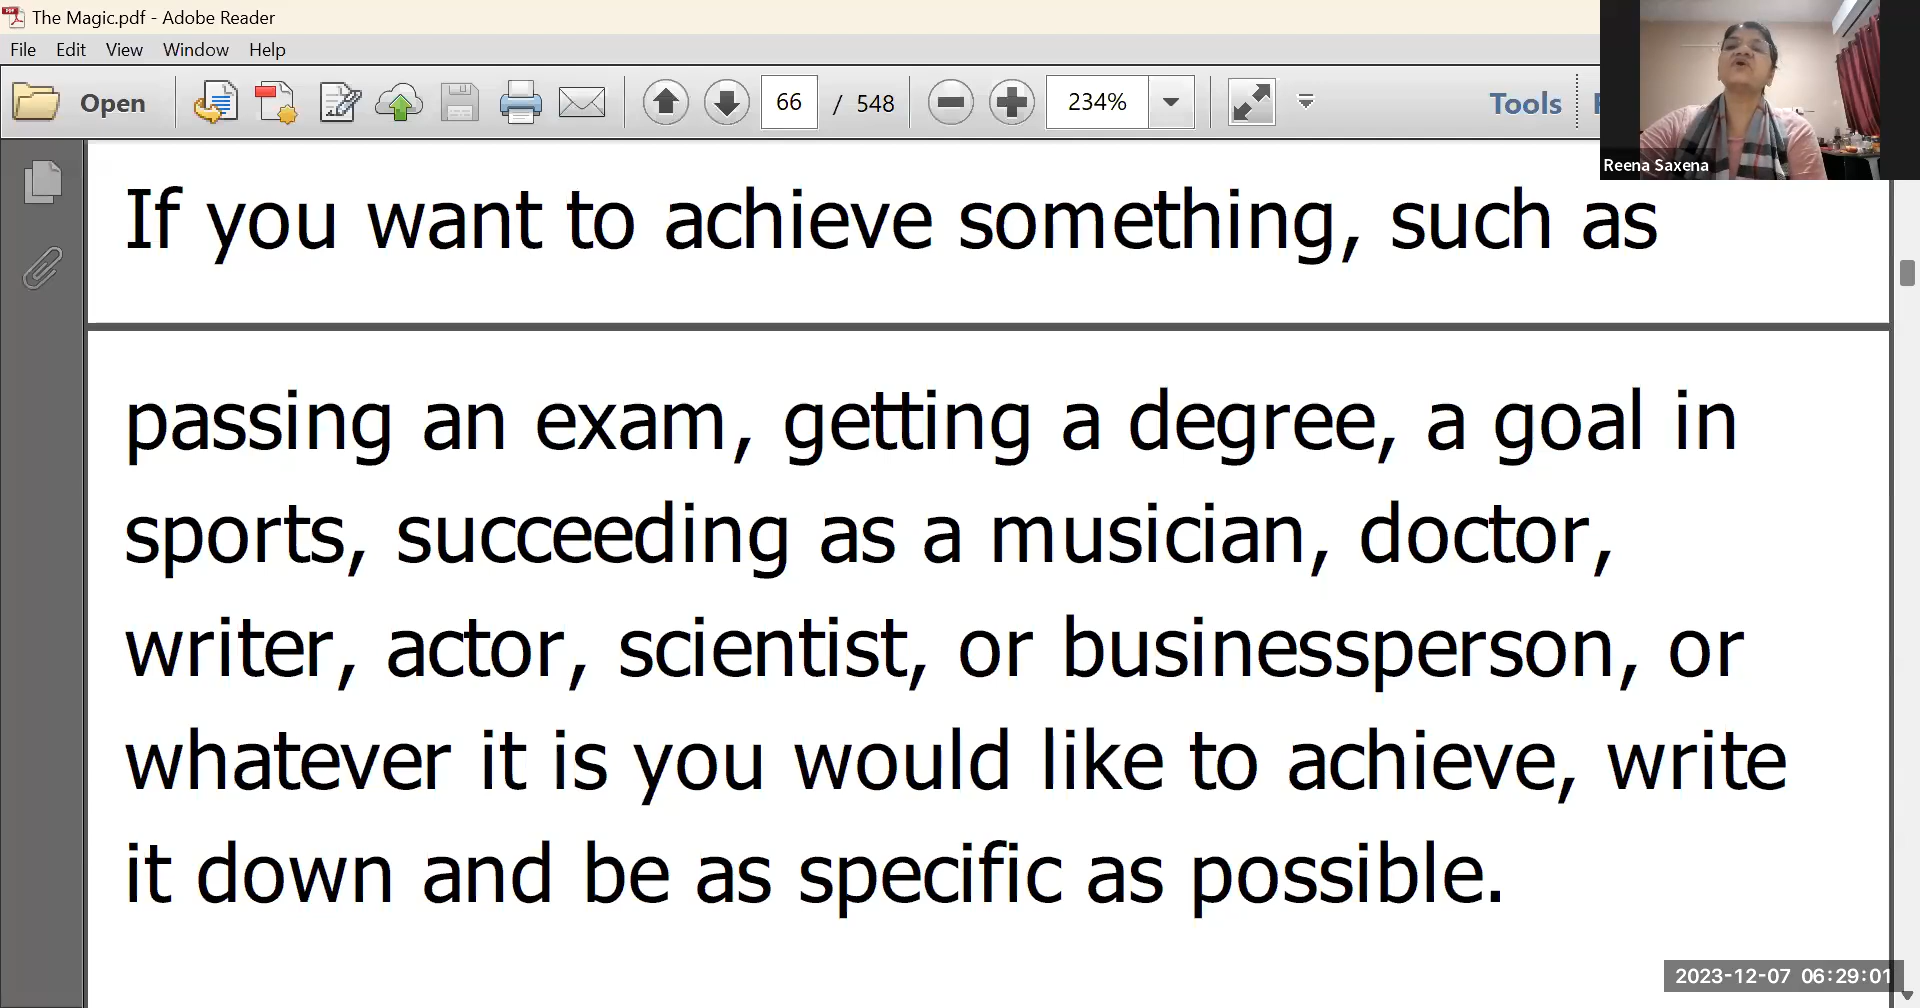 The Magic.pdf - Adobe Reader
File Edit View Window Help
Open 66 / 548 234% Tools
Reena Saxena
If you want to achieve something, such as
passing an exam, getting a degree, a goal in
sports, succeeding as a musician, doctor,
writer, actor, scientist, or businessperson, or
whatever it is you would like to achieve, write
it down and be as specific as possible.
2023-12-07 06:29:01